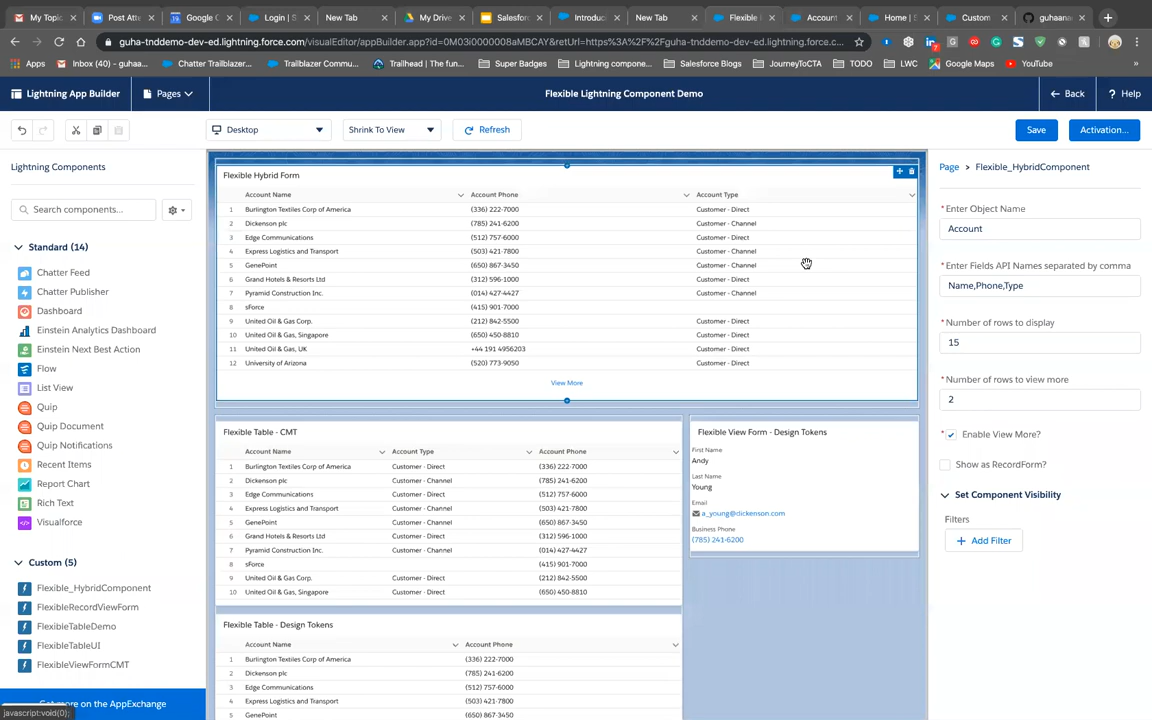 My Topic
Post Att
Google C
Login | S
New Tab
My Drive
Salesfor
Introduc
New Tab
Flexible
Accoun
Home | S
Custom
guhaan
guha-tnddemo-dev-ed.lightning.force.com/visualEditor/appBuilder.app?id=0M03i0000008aMBCAY&retUrl=https%3A%2F%2Fguha-tnddemo-dev-ed.lightning.force.c...
Apps
Inbox (40) - guhaa...
Chatter Trailblazer...
Trailblazer Commu...
Trailhead | The fun...
Super Badges
Lightning compone...
Salesforce Blogs
JourneyToCTA
TODO
LWC
Google Maps
YouTube
»
Lightning App Builder
Pages
Flexible Lightning Component Demo
Back
? Help
Desktop
Shrink To View
Refresh
Save
Activation...
Lightning Components
Search components...
Standard (14)
Chatter Feed
Chatter Publisher
Dashboard
Einstein Analytics Dashboard
Einstein Next Best Action
Flow
List View
Quip
Quip Document
Quip Notifications
Recent Items
Report Chart
Rich Text
Visualforce
Custom (5)
Flexible_HybridComponent
FlexibleRecordViewForm
FlexibleTableDemo
FlexibleTableUI
FlexibleViewFormCMT
Get more on the AppExchange
javascript:void(0);
Flexible Hybrid Form
Account Name Account Phone Account Type
1 Burlington Textiles Corp of America (336) 222-7000 Customer - Direct
2 Dickenson plc (785) 241-6200 Customer - Channel
3 Edge Communications (512) 757-6000 Customer - Direct
4 Express Logistics and Transport (503) 421-7800 Customer - Channel
5 GenePoint (650) 867-3450 Customer - Channel
6 Grand Hotels & Resorts Ltd (312) 596-1000 Customer - Direct
7 Pyramid Construction Inc. (014) 427-4427 Customer - Channel
8 sForce (415) 901-7000
9 United Oil & Gas Corp. (212) 842-5500 Customer - Direct
10 United Oil & Gas, Singapore (650) 450-8810 Customer - Direct
11 United Oil & Gas, UK +44 191 4956203 Customer - Direct
12 University of Arizona (520) 773-9050 Customer - Direct
View More
Flexible Table - CMT
Account Name Account Type Account Phone
1 Burlington Textiles Corp of America Customer - Direct (336) 222-7000
2 Dickenson plc Customer - Channel (785) 241-6200
3 Edge Communications Customer - Direct (512) 757-6000
4 Express Logistics and Transport Customer - Channel (503) 421-7800
5 GenePoint Customer - Channel (650) 867-3450
6 Grand Hotels & Resorts Ltd Customer - Direct (312) 596-1000
7 Pyramid Construction Inc. Customer - Channel (014) 427-4427
8 sForce (415) 901-7000
9 United Oil & Gas Corp. Customer - Direct (212) 842-5500
10 United Oil & Gas, Singapore Customer - Direct (650) 450-8810
Flexible Table - Design Tokens
Account Name Account Phone
1 Burlington Textiles Corp of America (336) 222-7000
2 Dickenson plc (785) 241-6200
3 Edge Communications (512) 757-6000
4 Express Logistics and Transport (503) 421-7800
5 GenePoint (650) 867-3450
Flexible View Form - Design Tokens
First Name
Andy
Last Name
Young
Email
a_young@dickenson.com
Business Phone
(785) 241-6200
Page > Flexible_HybridComponent
* Enter Object Name
Account
* Enter Fields API Names separated by comma
Name,Phone,Type
* Number of rows to display
15
* Number of rows to view more
2
* Enable View More?
Show as RecordForm?
Set Component Visibility
Filters
+ Add Filter